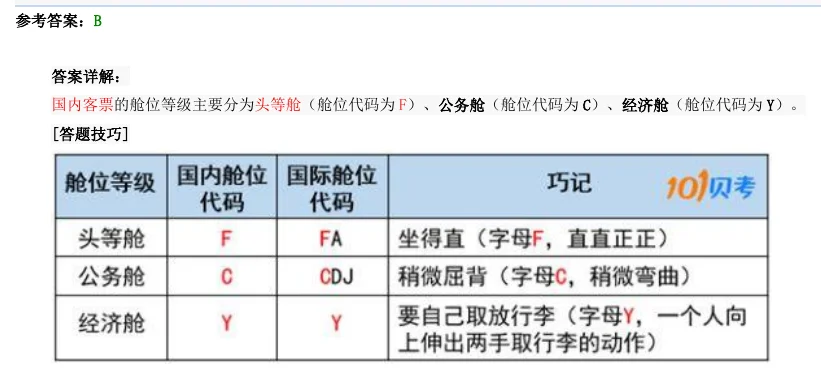 参考答案：B
答案详解：
国内客票的舱位等级主要分为头等舱（舱位代码为 F）、公务舱（舱位代码为 C）、经济舱（舱位代码为 Y）。
[答题技巧]
舱位等级 国内舱位代码 国际舱位代码 巧记 101贝考
头等舱 F FA 坐得直（字母F，直直正正）
公务舱 C CDJ 稍微屈背（字母C，稍微弯曲）
经济舱 Y Y 要自己取放行李（字母Y，一个人向
上伸出两手取行李的动作）